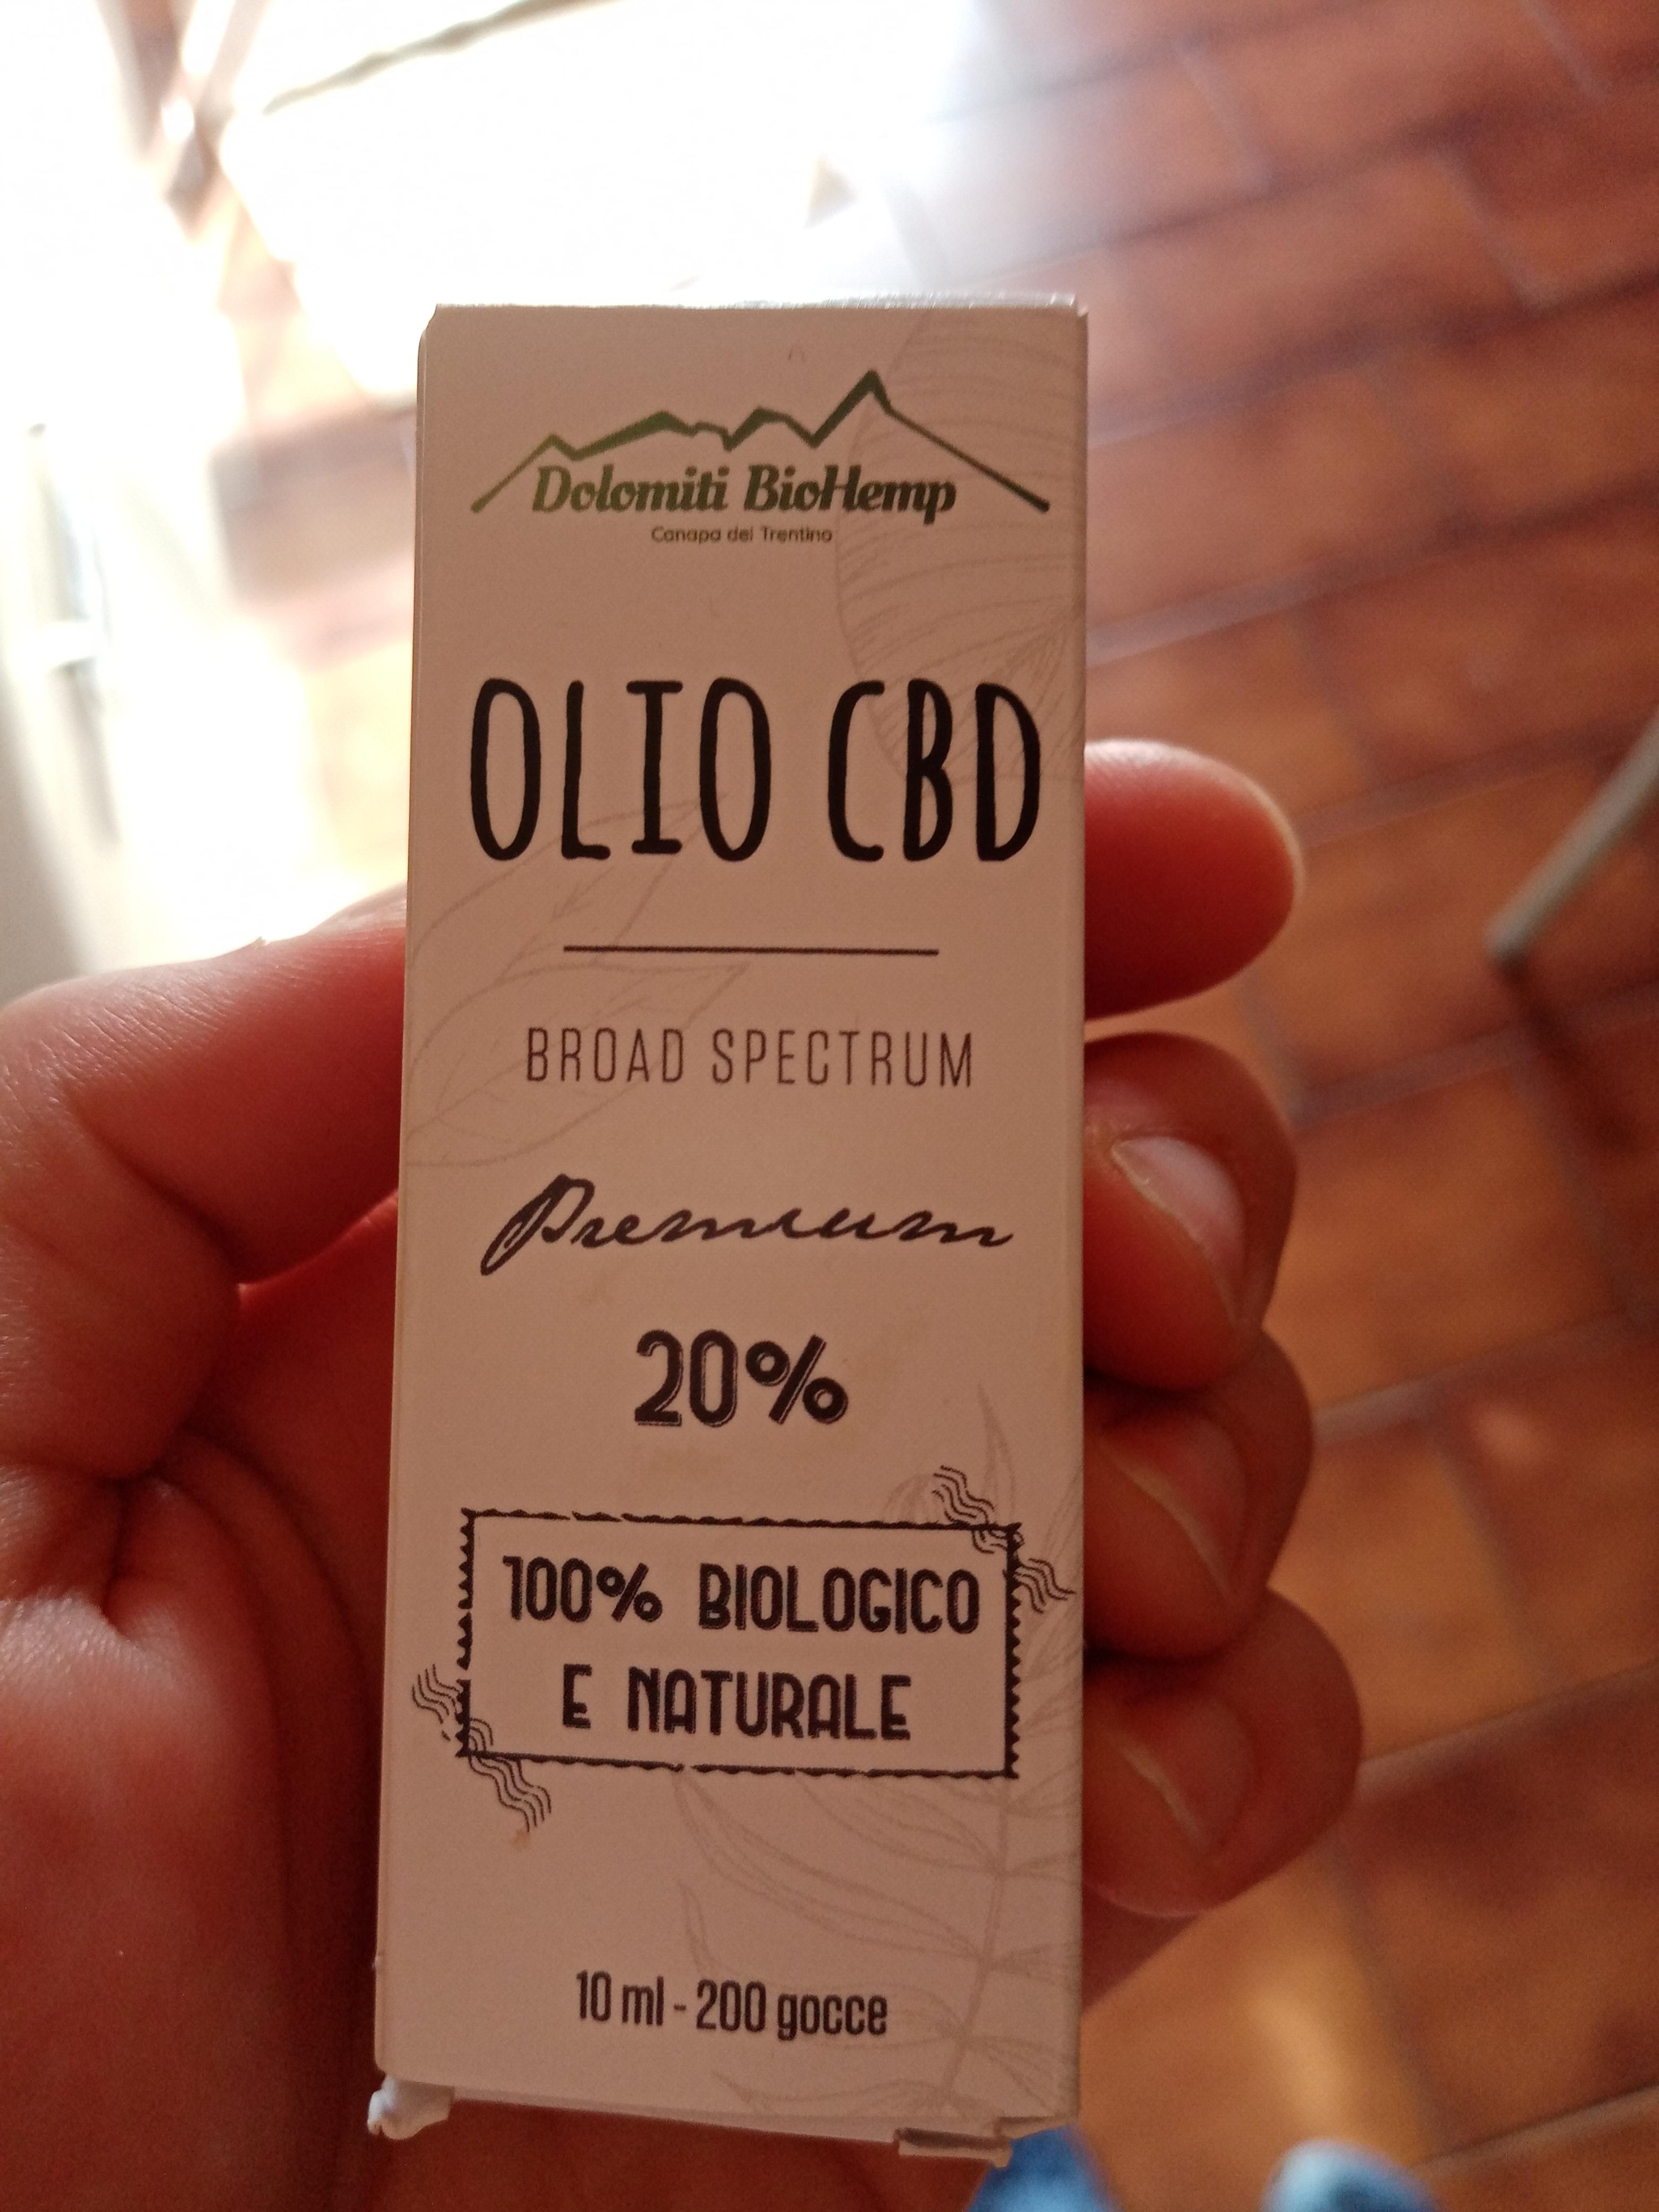 Dolomiti BioHemp
Canapa del Trentino
OLIO CBD
BROAD SPECTRUM
Premium
20%
100% BIOLOGICO
E NATURALE
10 ml - 200 gocce